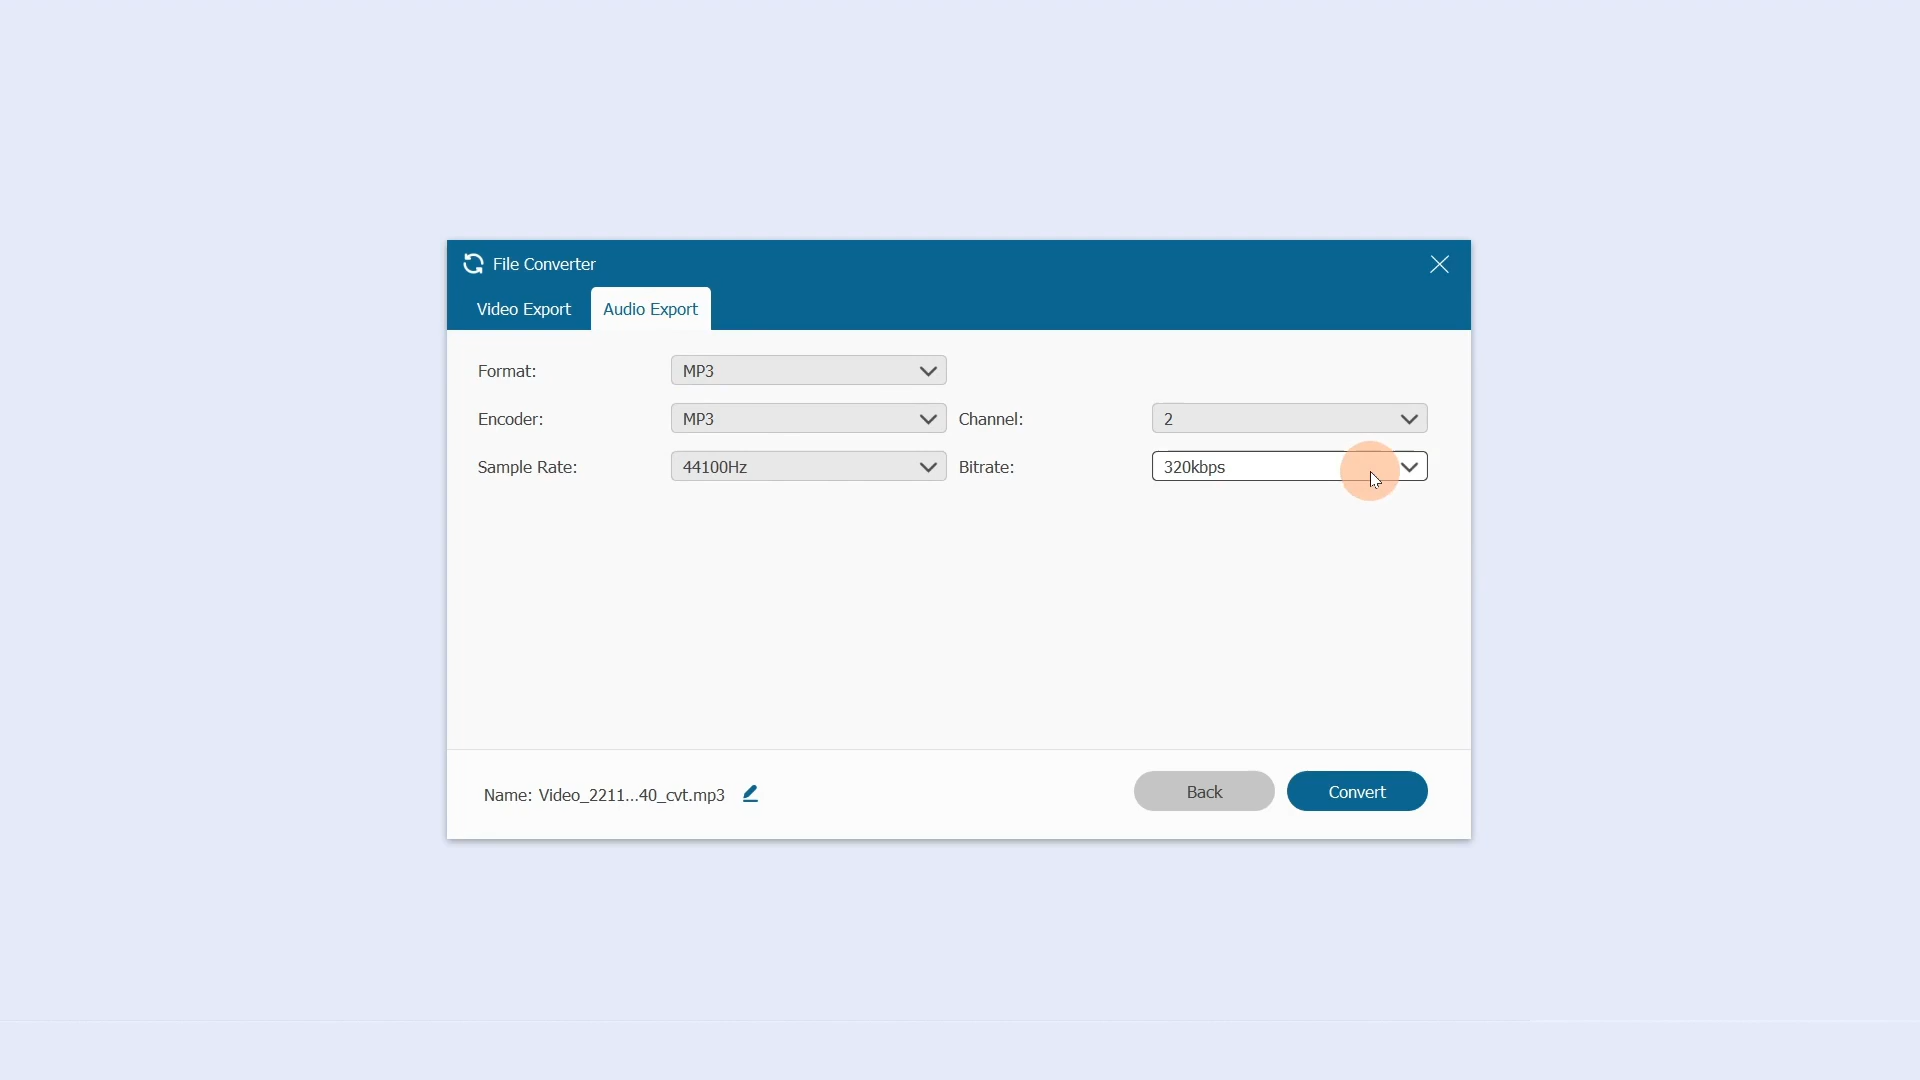 File Converter
Video Export Audio Export
Format: MP3
Encoder: MP3 Channel: 2
Sample Rate: 44100Hz Bitrate: 320kbps
Name: Video_2211...40_cvt.mp3 Back Convert